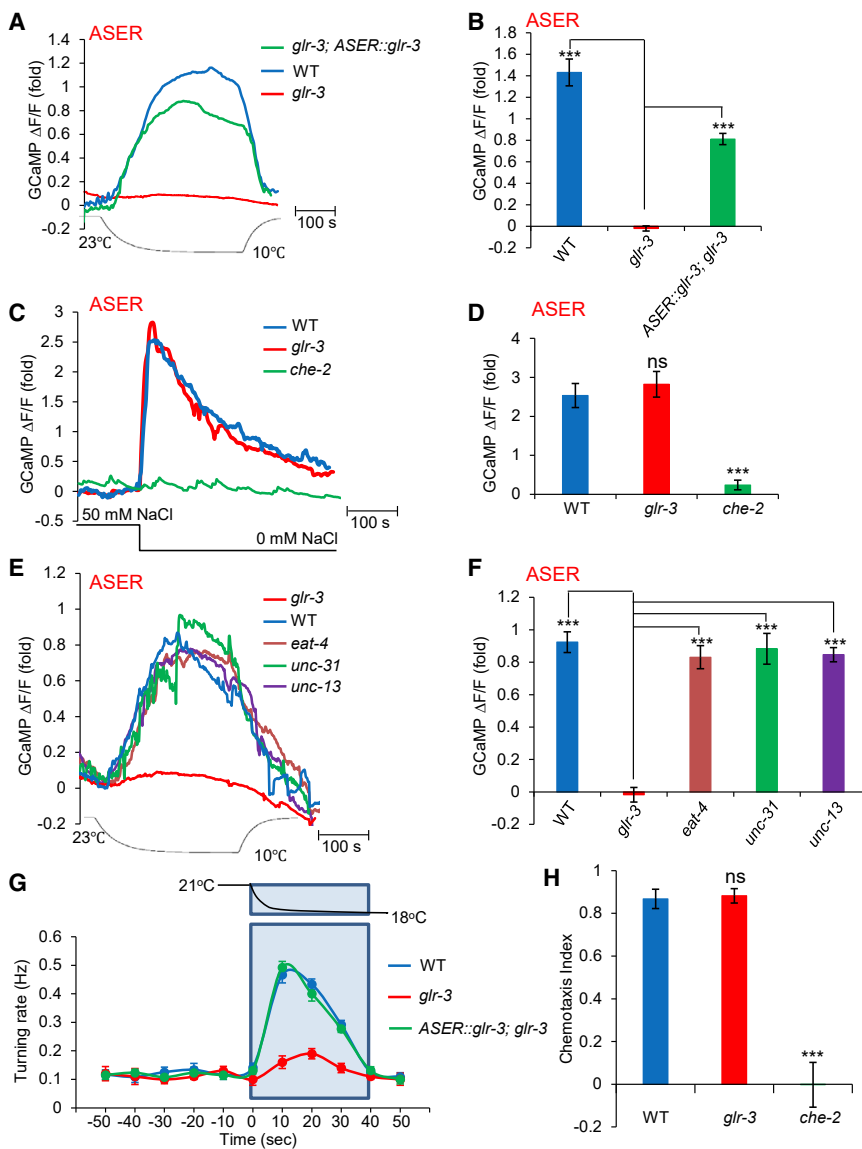 A
ASER
GCaMP ΔF/F (fold)
1.4
1.2
1
0.8
0.6
0.4
0.2
0
-0.2
glr-3; ASER::glr-3
WT
glr-3
23℃
10℃
100 s
B
ASER
GCaMP ΔF/F (fold)
1.8
1.6
1.4
1.2
1
0.8
0.6
0.4
0.2
0
-0.2
***
***
WT
glr-3
ASER::glr-3; glr-3
C
ASER
GCaMP ΔF/F (fold)
3
2.5
2
1.5
1
0.5
0
-0.5
WT
glr-3
che-2
50 mM NaCl
0 mM NaCl
100 s
D
ASER
GCaMP ΔF/F (fold)
4
3
2
1
0
ns
***
WT
glr-3
che-2
E
ASER
GCaMP ΔF/F (fold)
1.2
1
0.8
0.6
0.4
0.2
0
-0.2
glr-3
WT
eat-4
unc-31
unc-13
23℃
10℃
100 s
F
ASER
GCaMP ΔF/F (fold)
1.2
1
0.8
0.6
0.4
0.2
0
-0.2
***
***
***
***
WT
glr-3
eat-4
unc-31
unc-13
G
21°C
18°C
Turning rate (Hz)
0.6
0.5
0.4
0.3
0.2
0.1
0
WT
glr-3
ASER::glr-3; glr-3
-50 -40 -30 -20 -10 0 10 20 30 40 50
Time (sec)
H
Chemotaxis Index
1
0.8
0.6
0.4
0.2
0
-0.2
ns
***
WT
glr-3
che-2